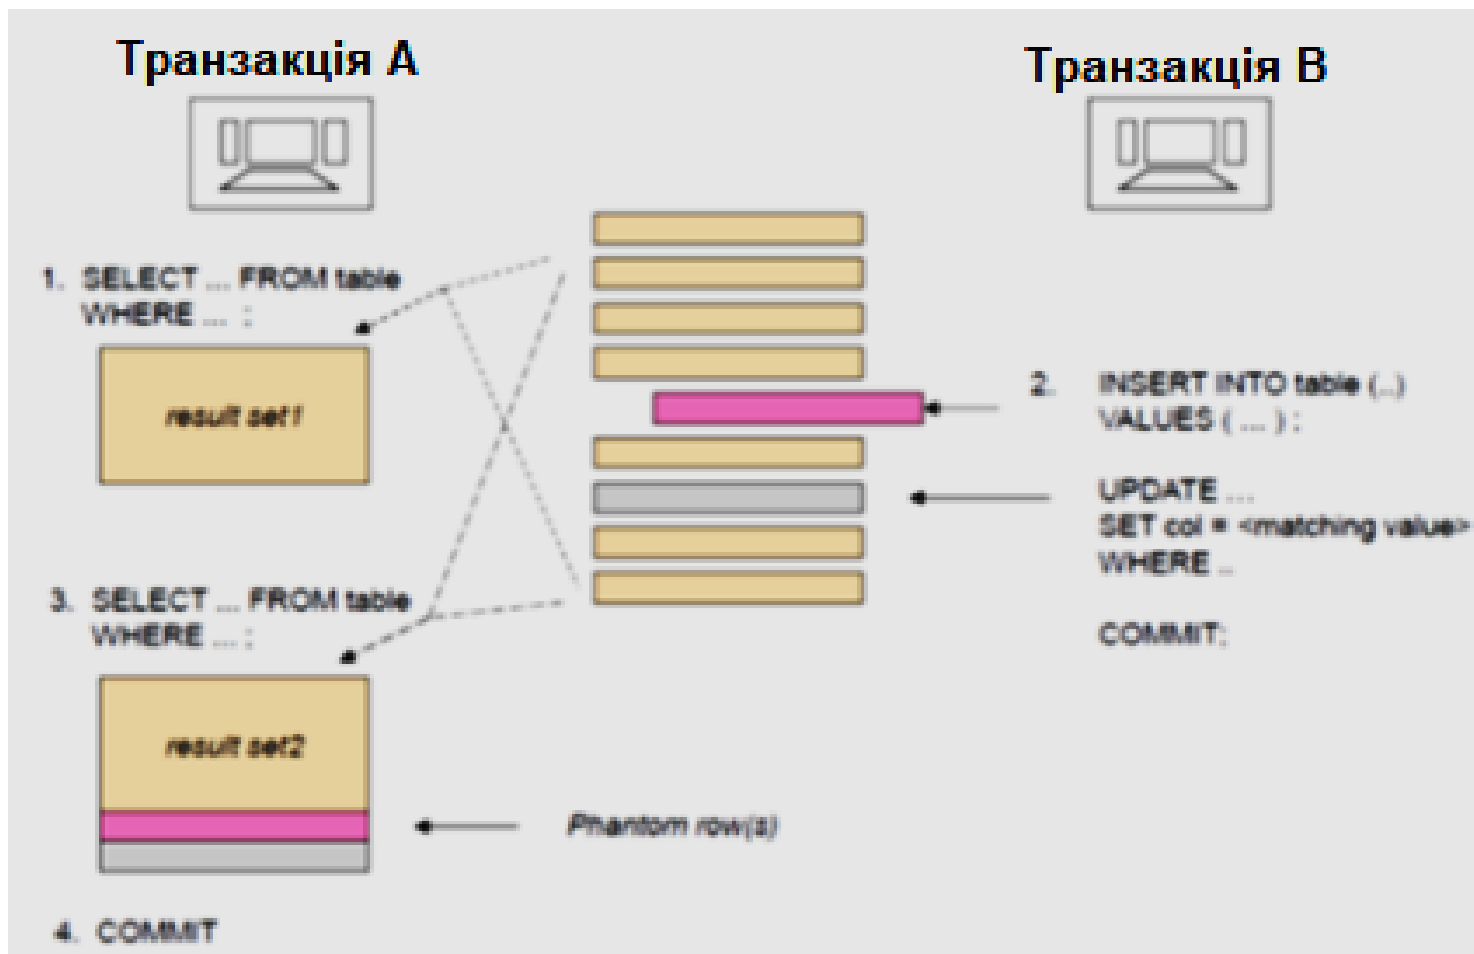 Транзакція A
Транзакція B
1. SELECT ... FROM table
WHERE ... ;
result set1
2. INSERT INTO table (..)
VALUES ( ... ) ;
UPDATE ...
SET col = <matching value>
WHERE ..
COMMIT;
3. SELECT ... FROM table
WHERE ... ;
result set2
Phantom row(s)
4. COMMIT